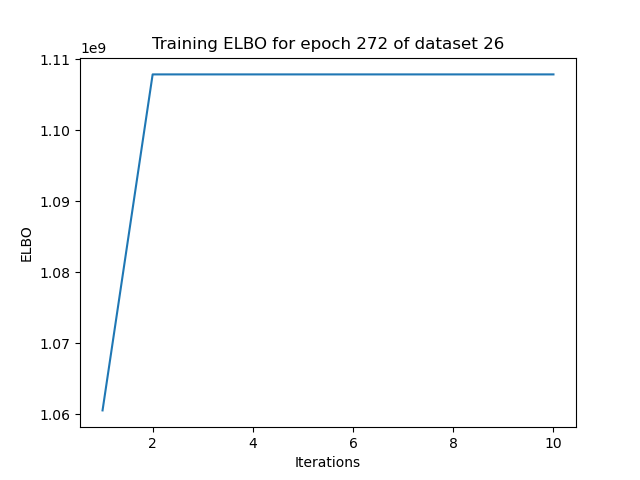 Training ELBO for epoch 272 of dataset 26
1e9
1.11
1.10
1.09
1.08
1.07
1.06
ELBO
2 4 6 8 10
Iterations